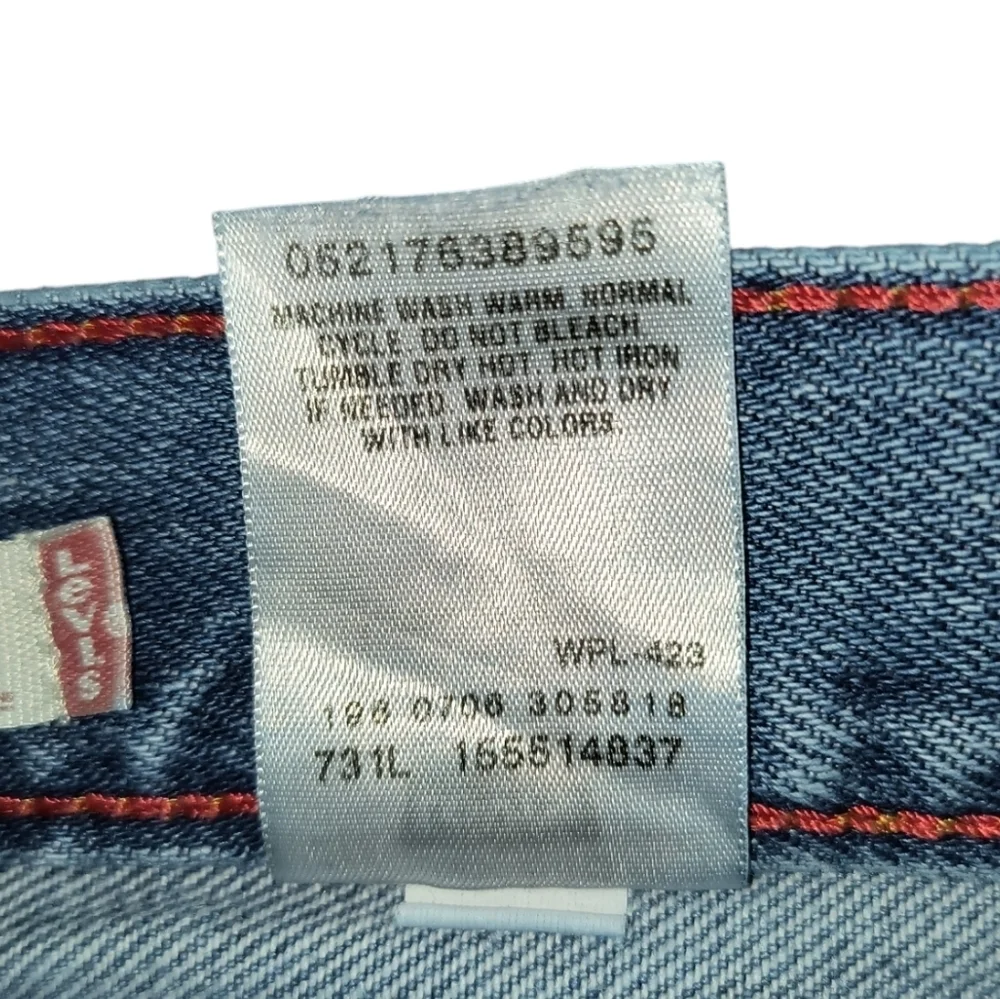 052176389595
MACHINE WASH WARM NORMAL
CYCLE. DO NOT BLEACH.
TUMBLE DRY HOT. HOT IRON
IF NEEDED. WASH AND DRY
WITH LIKE COLORS.
Levi's
WPL-423
196 0706 305818
731L 165514837